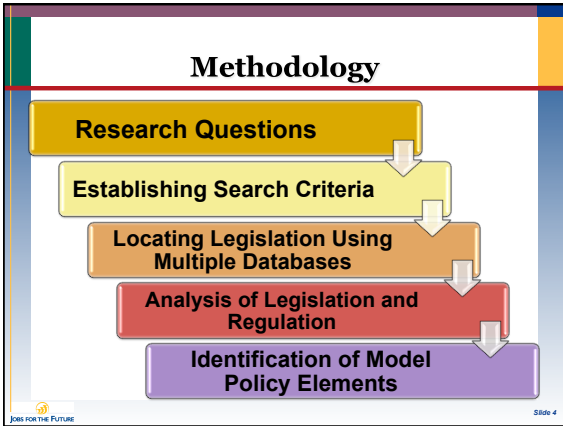 Methodology
Research Questions
Establishing Search Criteria
Locating Legislation Using
Multiple Databases
Analysis of Legislation and
Regulation
Identification of Model
Policy Elements
JOBS FOR THE FUTURE
Slide 4